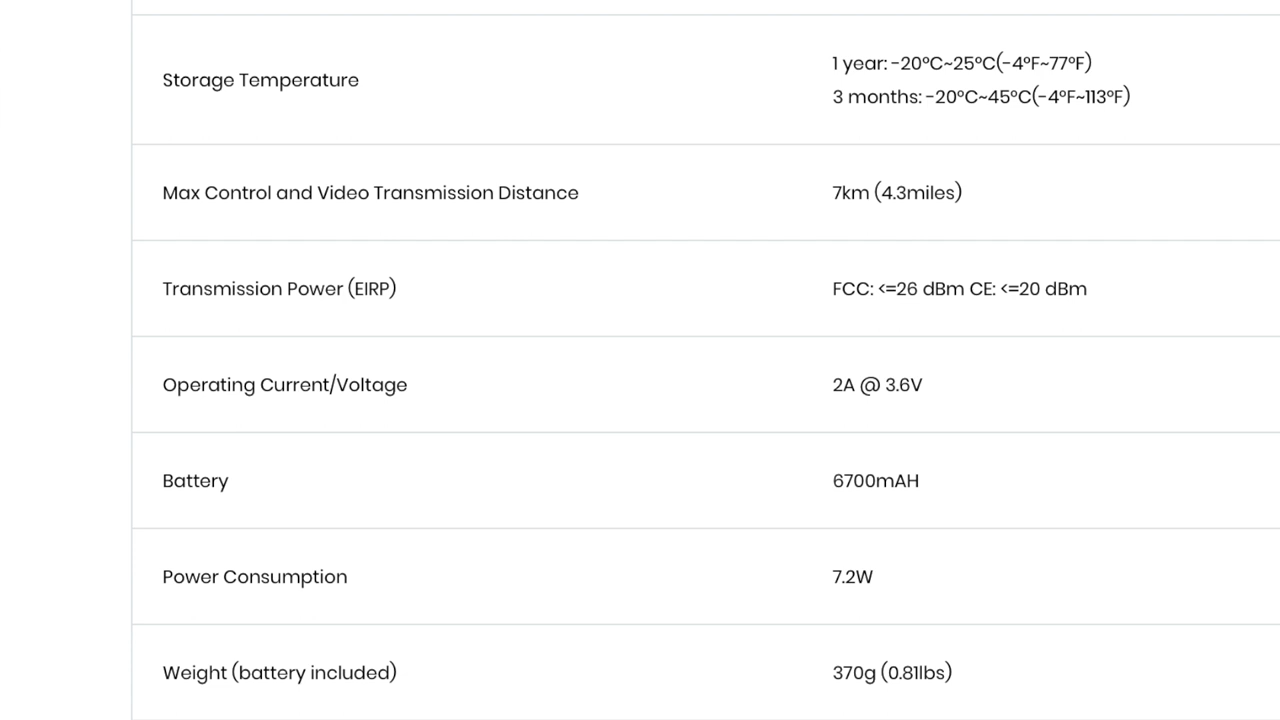 Storage Temperature
1 year: -20°C~25°C(-4°F~77°F)
3 months: -20°C~45°C(-4°F~113°F)
Max Control and Video Transmission Distance
7km (4.3miles)
Transmission Power (EIRP)
FCC: <=26 dBm CE: <=20 dBm
Operating Current/Voltage
2A @ 3.6V
Battery
6700mAH
Power Consumption
7.2W
Weight (battery included)
370g (0.81lbs)